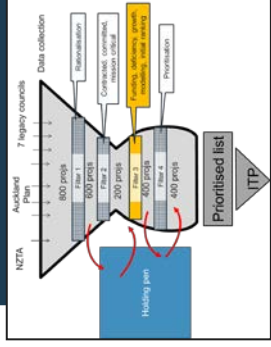 Data collection
NZTA
Auckland
Plan
7 legacy councils
800 projs
Filter 1
Rationalisation
600 projs
Filter 2
Contracted, committed,
mission critical
200 projs
Filter 3
Funding, deficiency, growth,
modelling, initial ranking
400 projs
Filter 4
Prioritisation
400 projs
Holding pen
Prioritised list
ITP